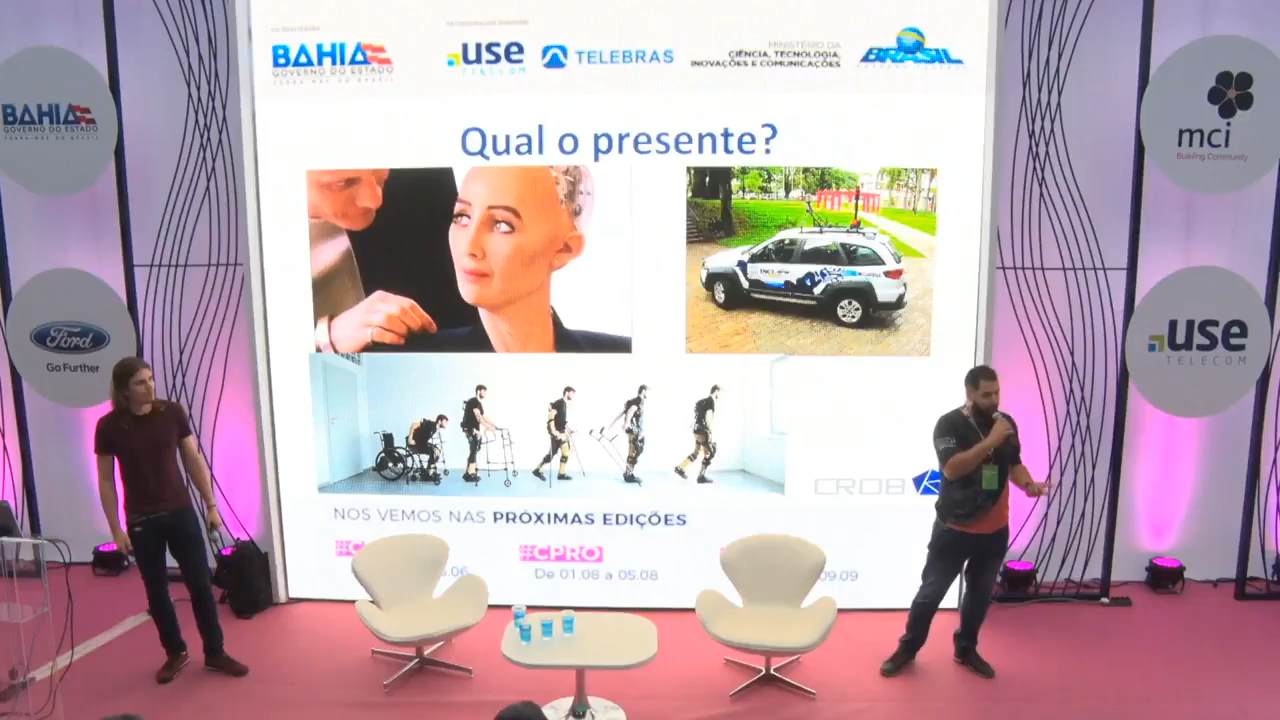 BAHIA
GOVERNO DO ESTADO
USE
TELECOM
TELEBRAS
MINISTÉRIO DA
CIÊNCIA, TECNOLOGIA,
INOVAÇÕES E COMUNICAÇÕES
BRASIL
BAHIA
GOVERNO DO ESTADO
mci
Building Community
Qual o presente?
Ford
Go Further
USE
TELECOM
CROB
NOS VEMOS NAS PRÓXIMAS EDIÇÕES
#CPRO
De 01.08 a 05.08
09.09